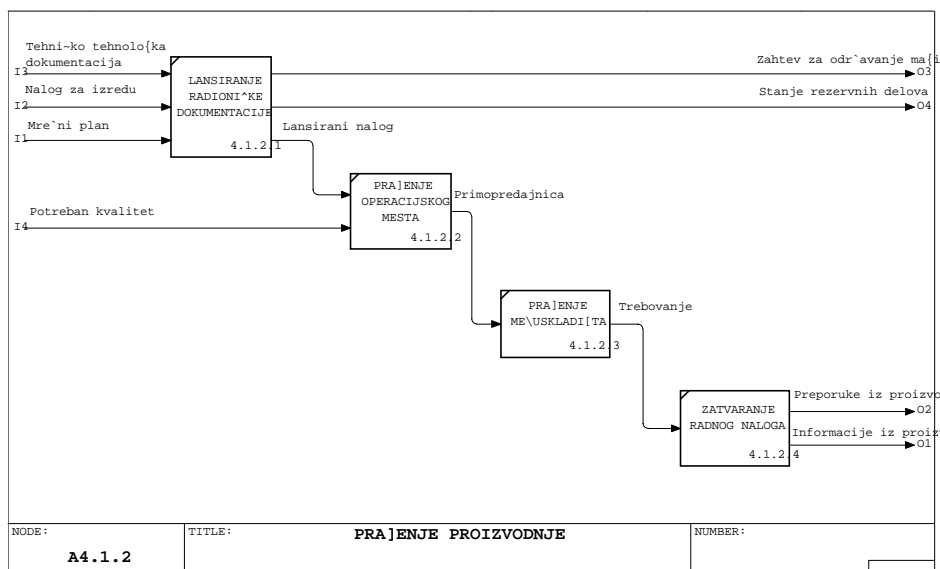 Tehni~ko tehnolo{ka
dokumentacija
I3
Nalog za izredu
I2
Mre`ni plan
I1
LANSIRANJE
RADIONI^KE
DOKUMENTACIJE
4.1.2.1
Zahtev za odr`avanje ma{i
O3
Stanje rezervnih delova
O4
Lansirani nalog
Potreban kvalitet
I4
PRA]ENJE
OPERACIJSKOG
MESTA
4.1.2.2
Primopredajnica
PRA]ENJE
ME\USKLADI[TA
4.1.2.3
Trebovanje
ZATVARANJE
RADNOG NALOGA
4.1.2.4
Preporuke iz proizvo
O2
Informacije iz proiz
O1
NODE:
A4.1.2
TITLE:
PRA]ENJE PROIZVODNJE
NUMBER: